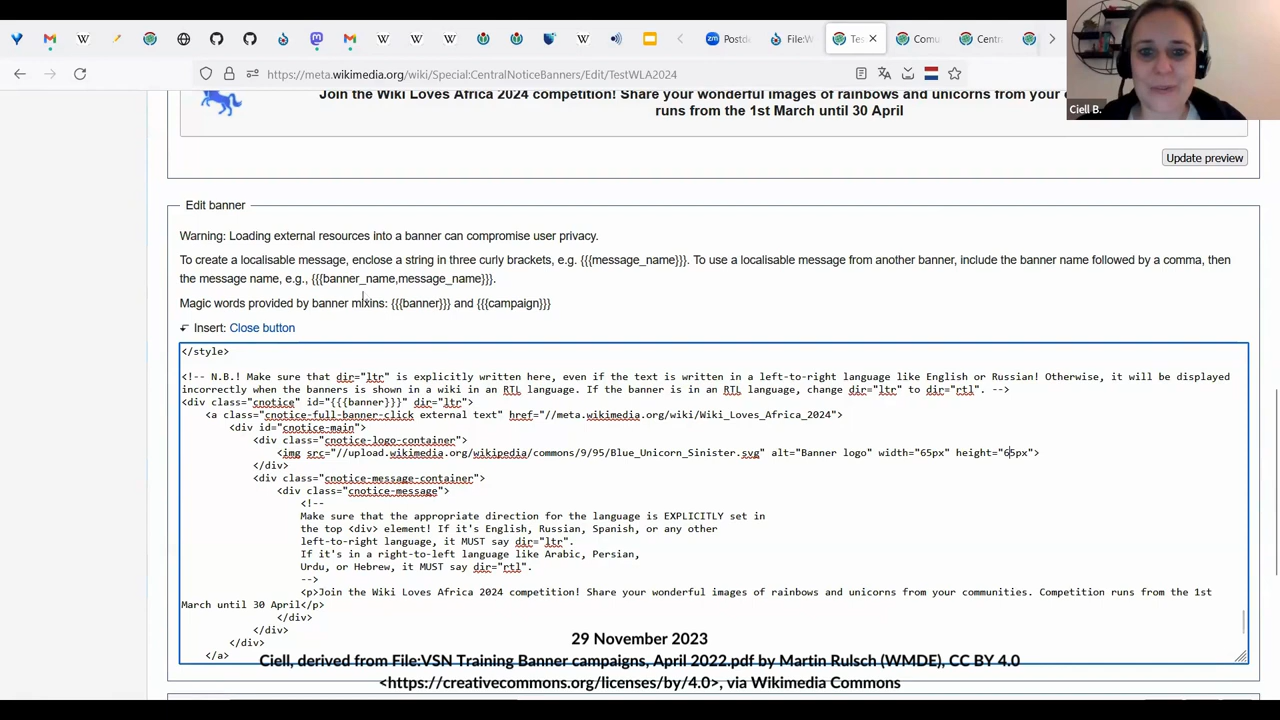 Tes
Comu
Centra
Postd
File:W
https://meta.wikimedia.org/wiki/Special:CentralNoticeBanners/Edit/TestWLA2024
Ciell B.
Join the Wiki Loves Africa 2024 competition! Share your wonderful images of rainbows and unicorns from your c
runs from the 1st March until 30 April
Update preview
Edit banner
Warning: Loading external resources into a banner can compromise user privacy.
To create a localisable message, enclose a string in three curly brackets, e.g. {{{message_name}}}. To use a localisable message from another banner, include the banner name followed by a comma, then
the message name, e.g., {{{banner_name,message_name}}}.
Magic words provided by banner mixins: {{{banner}}} and {{{campaign}}}
Insert: Close button
</style>
<!-- N.B.! Make sure that dir="ltr" is explicitly written here, even if the text is written in a left-to-right language like English or Russian! Otherwise, it will be displayed
incorrectly when the banners is shown in a wiki in an RTL language. If the banner is in an RTL language, change dir="ltr" to dir="rtl". -->
<div class="cnotice" id="{{{banner}}}" dir="ltr">
<a class="cnotice-full-banner-click external text" href="//meta.wikimedia.org/wiki/Wiki_Loves_Africa_2024">
<div id="cnotice-main">
<div class="cnotice-logo-container">
<img src="//upload.wikimedia.org/wikipedia/commons/9/95/Blue_Unicorn_Sinister.svg" alt="Banner logo" width="65px" height="65px">
</div>
<div class="cnotice-message-container">
<div class="cnotice-message">
<!--
Make sure that the appropriate direction for the language is EXPLICITLY set in
the top <div> element! If it's English, Russian, Spanish, or any other
left-to-right language, it MUST say dir="ltr".
If it's in a right-to-left language like Arabic, Persian,
Urdu, or Hebrew, it MUST say dir="rtl".
-->
<p>Join the Wiki Loves Africa 2024 competition! Share your wonderful images of rainbows and unicorns from your communities. Competition runs from the 1st
March until 30 April</p>
</div>
</div>
</div>
</a>
29 November 2023
Ciell, derived from File:VSN Training Banner campaigns, April 2022.pdf by Martin Rulsch (WMDE), CC BY 4.0
<https://creativecommons.org/licenses/by/4.0>, via Wikimedia Commons